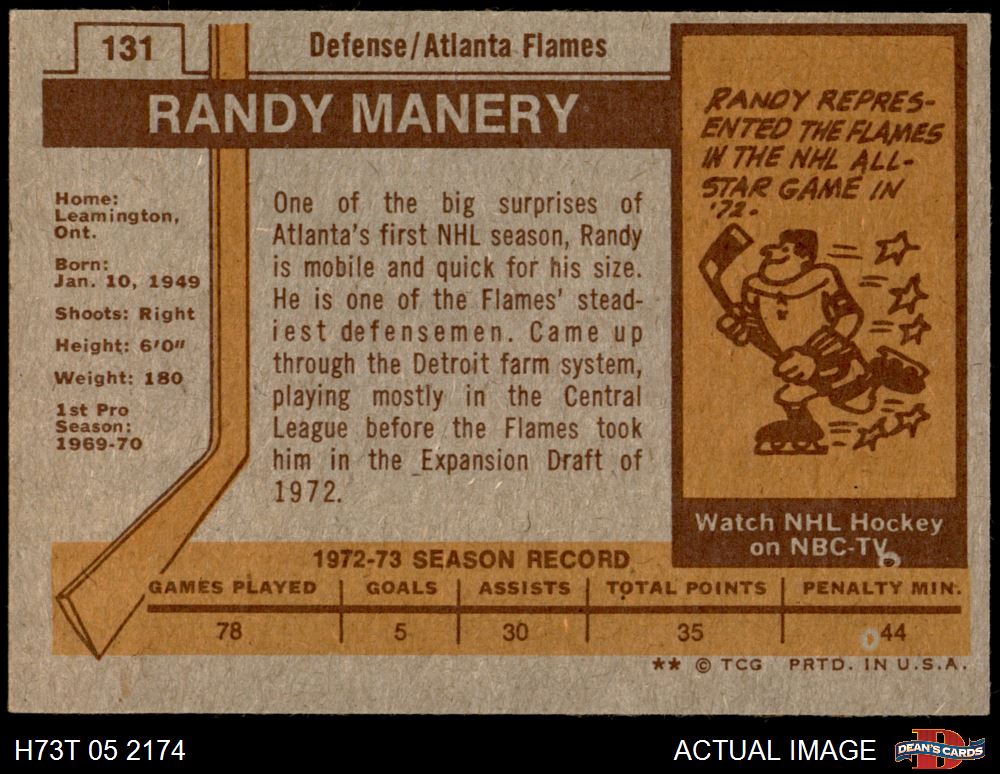 131
Defense/Atlanta Flames
RANDY MANERY
Home:
Leamington,
Ont.
Born:
Jan. 10, 1949
Shoots: Right
Height: 6'0"
Weight: 180
1st Pro
Season:
1969-70
One of the big surprises of
Atlanta's first NHL season, Randy
is mobile and quick for his size.
He is one of the Flames' stead-
iest defensemen. Came up
through the Detroit farm system,
playing mostly in the Central
League before the Flames took
him in the Expansion Draft of
1972.
RANDY REPRES-
ENTED THE FLAMES
IN THE NHL ALL-
STAR GAME IN
'72.
Watch NHL Hockey
on NBC-TV
1972-73 SEASON RECORD
GAMES PLAYED GOALS ASSISTS TOTAL POINTS PENALTY MIN.
78 5 30 35 44
** © TCG PRTD. IN U.S.A.
H73T 05 2174
ACTUAL IMAGE
DEAN'S CARDS